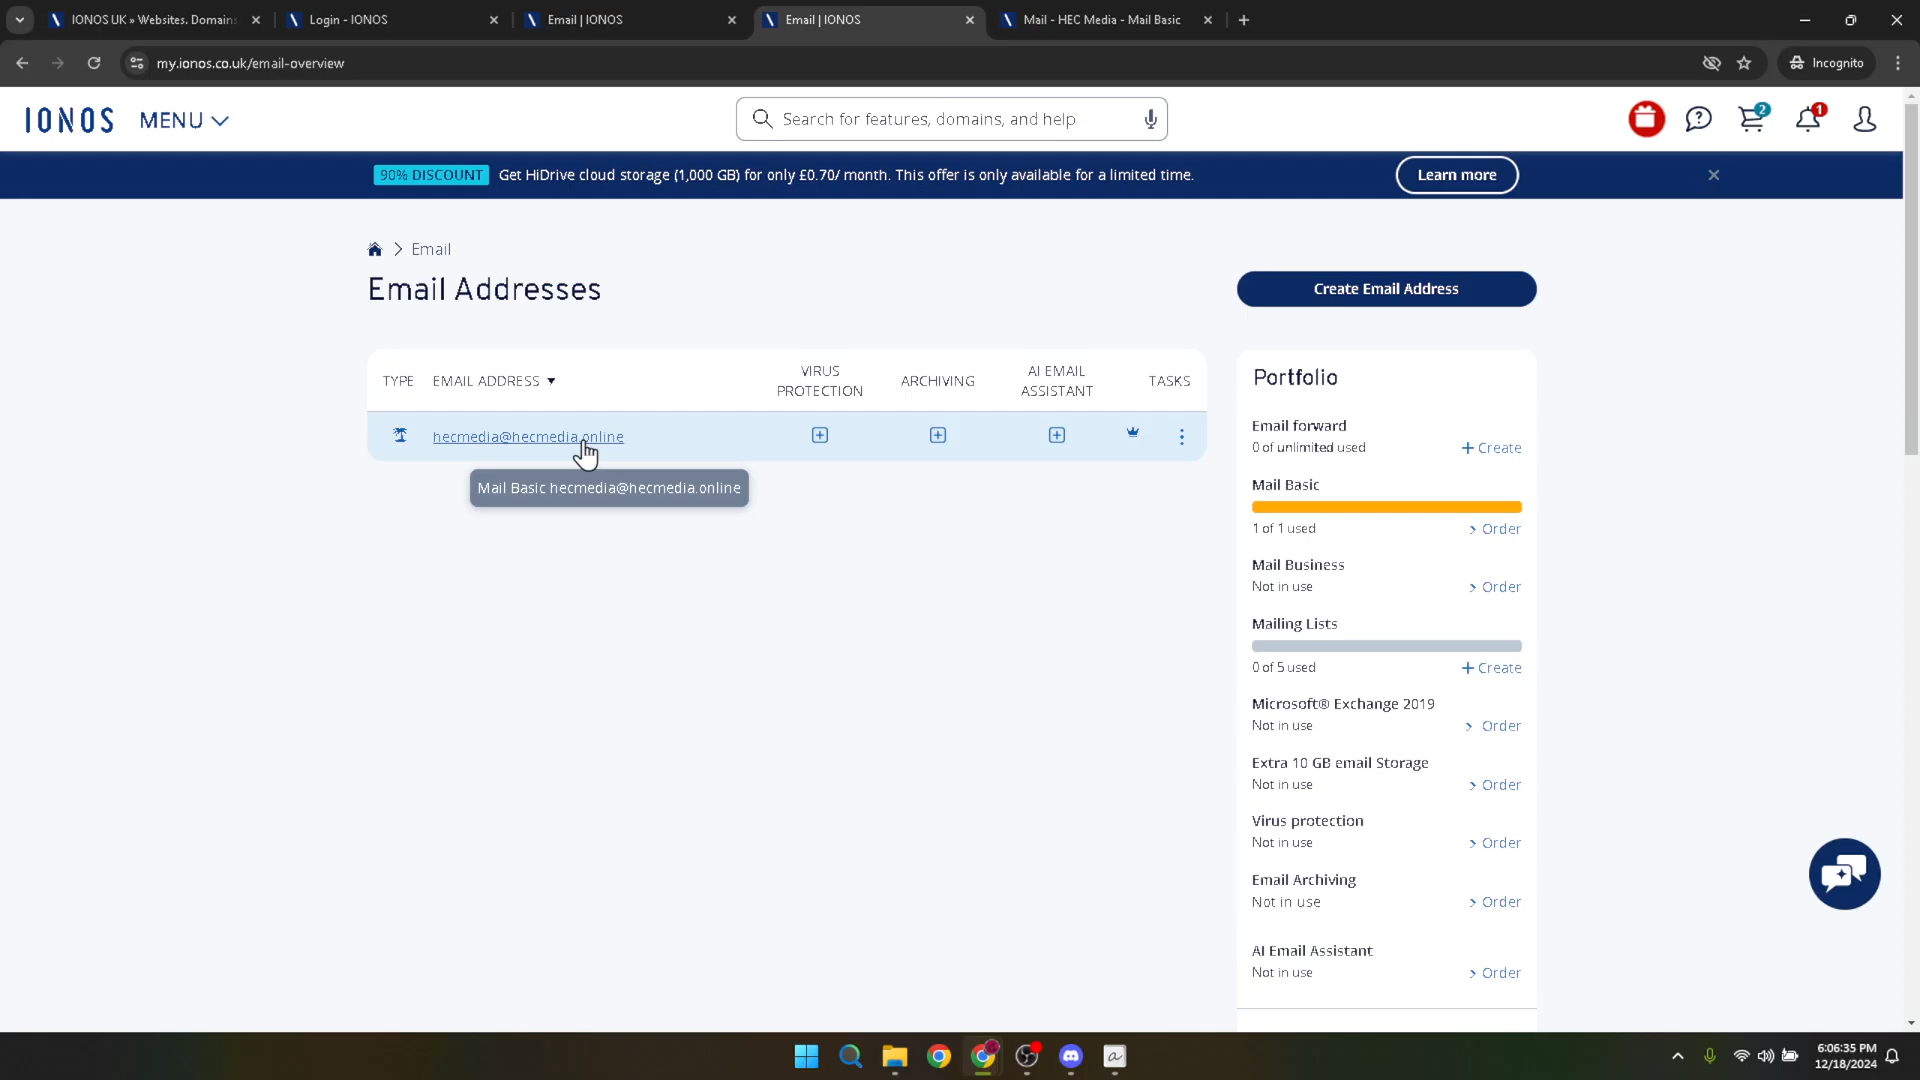 IONOS UK » Websites. Domains
Login - IONOS
Email | IONOS
Email | IONOS
Mail - HEC Media - Mail Basic
my.ionos.co.uk/email-overview
Incognito
IONOS
MENU
Search for features, domains, and help
2
1
90% DISCOUNT
Get HiDrive cloud storage (1,000 GB) for only £0.70/ month. This offer is only available for a limited time.
Learn more
Email
Email Addresses
Create Email Address
TYPE
EMAIL ADDRESS
VIRUS
PROTECTION
ARCHIVING
AI EMAIL
ASSISTANT
TASKS
hecmedia@hecmedia.online
Mail Basic hecmedia@hecmedia.online
Portfolio
Email forward
0 of unlimited used
+ Create
Mail Basic
1 of 1 used
Order
Mail Business
Not in use
Order
Mailing Lists
0 of 5 used
+ Create
Microsoft® Exchange 2019
Not in use
Order
Extra 10 GB email Storage
Not in use
Order
Virus protection
Not in use
Order
Email Archiving
Not in use
Order
AI Email Assistant
Not in use
Order
6:06:35 PM
12/18/2024